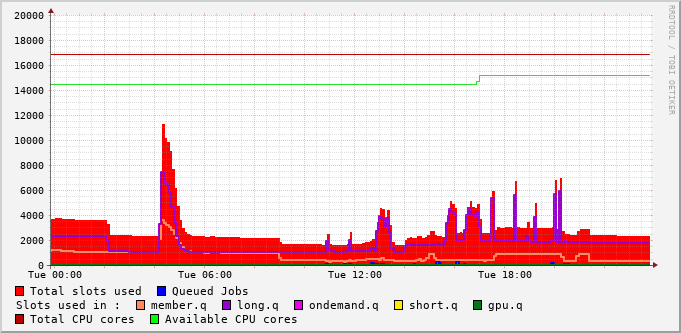 20000
18000
16000
14000
12000
10000
8000
6000
4000
2000
0
Tue 00:00 Tue 06:00 Tue 12:00 Tue 18:00
RRDTOOL / TOBI OETIKER
Total slots used Queued Jobs
Slots used in : member.q long.q ondemand.q short.q gpu.q
Total CPU cores Available CPU cores